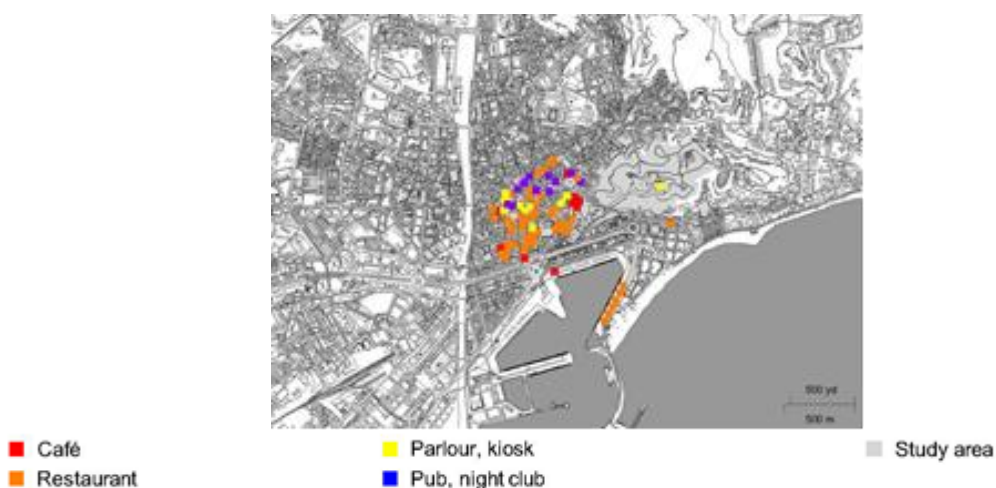 500 yd
500 m
Café
Parlour, kiosk
Study area
Restaurant
Pub, night club